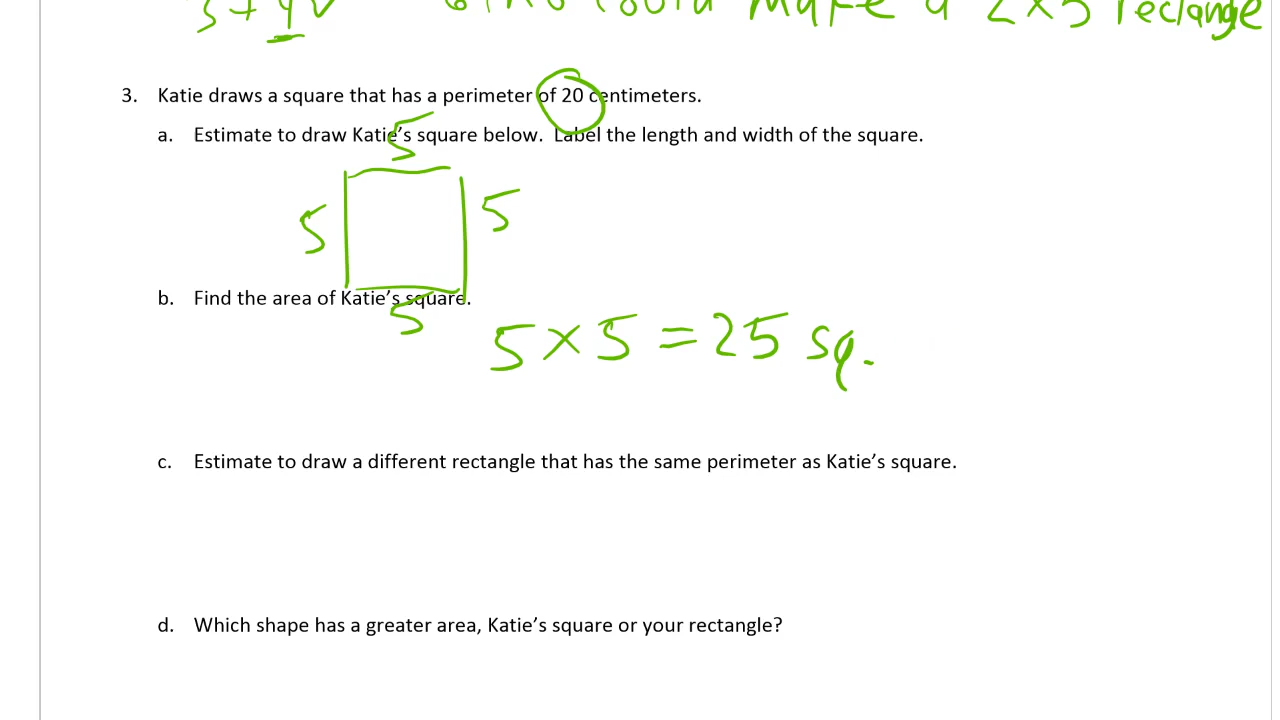 make a 2 x 5 rectange
3. Katie draws a square that has a perimeter of 20 centimeters.
a. Estimate to draw Katie’s square below. Label the length and width of the square.
5
5 5
b. Find the area of Katie’s square.
5
5 x 5 = 25 sq.
c. Estimate to draw a different rectangle that has the same perimeter as Katie’s square.
d. Which shape has a greater area, Katie’s square or your rectangle?